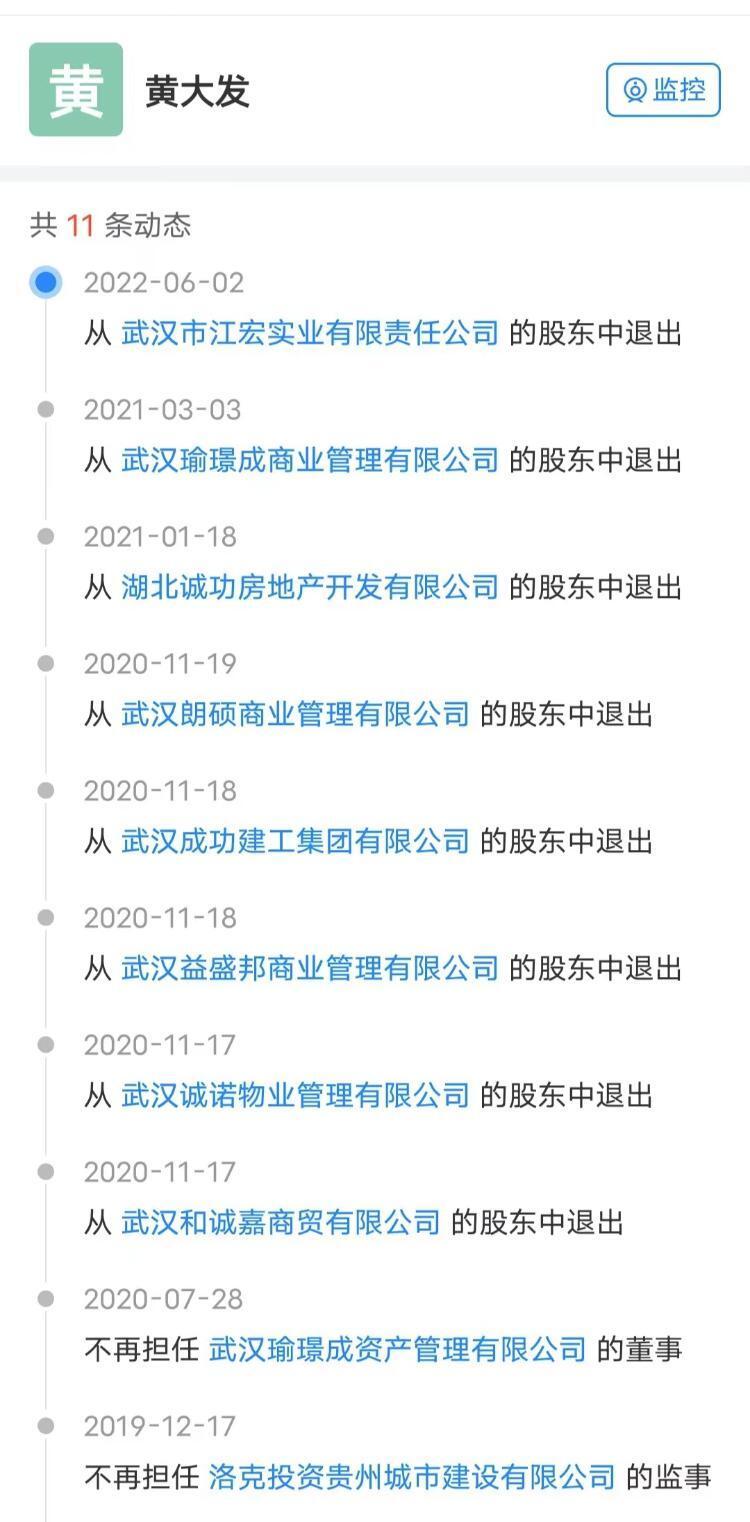 黄
黄大发
监控
共 11 条动态
2022-06-02
从 武汉市江宏实业有限责任公司 的股东中退出
2021-03-03
从 武汉瑜璟成商业管理有限公司 的股东中退出
2021-01-18
从 湖北诚功房地产开发有限公司 的股东中退出
2020-11-19
从 武汉朗硕商业管理有限公司 的股东中退出
2020-11-18
从 武汉成功建工集团有限公司 的股东中退出
2020-11-18
从 武汉益盛邦商业管理有限公司 的股东中退出
2020-11-17
从 武汉诚诺物业管理有限公司 的股东中退出
2020-11-17
从 武汉和诚嘉商贸有限公司 的股东中退出
2020-07-28
不再担任 武汉瑜璟成资产管理有限公司 的董事
2019-12-17
不再担任 洛克投资贵州城市建设有限公司 的监事